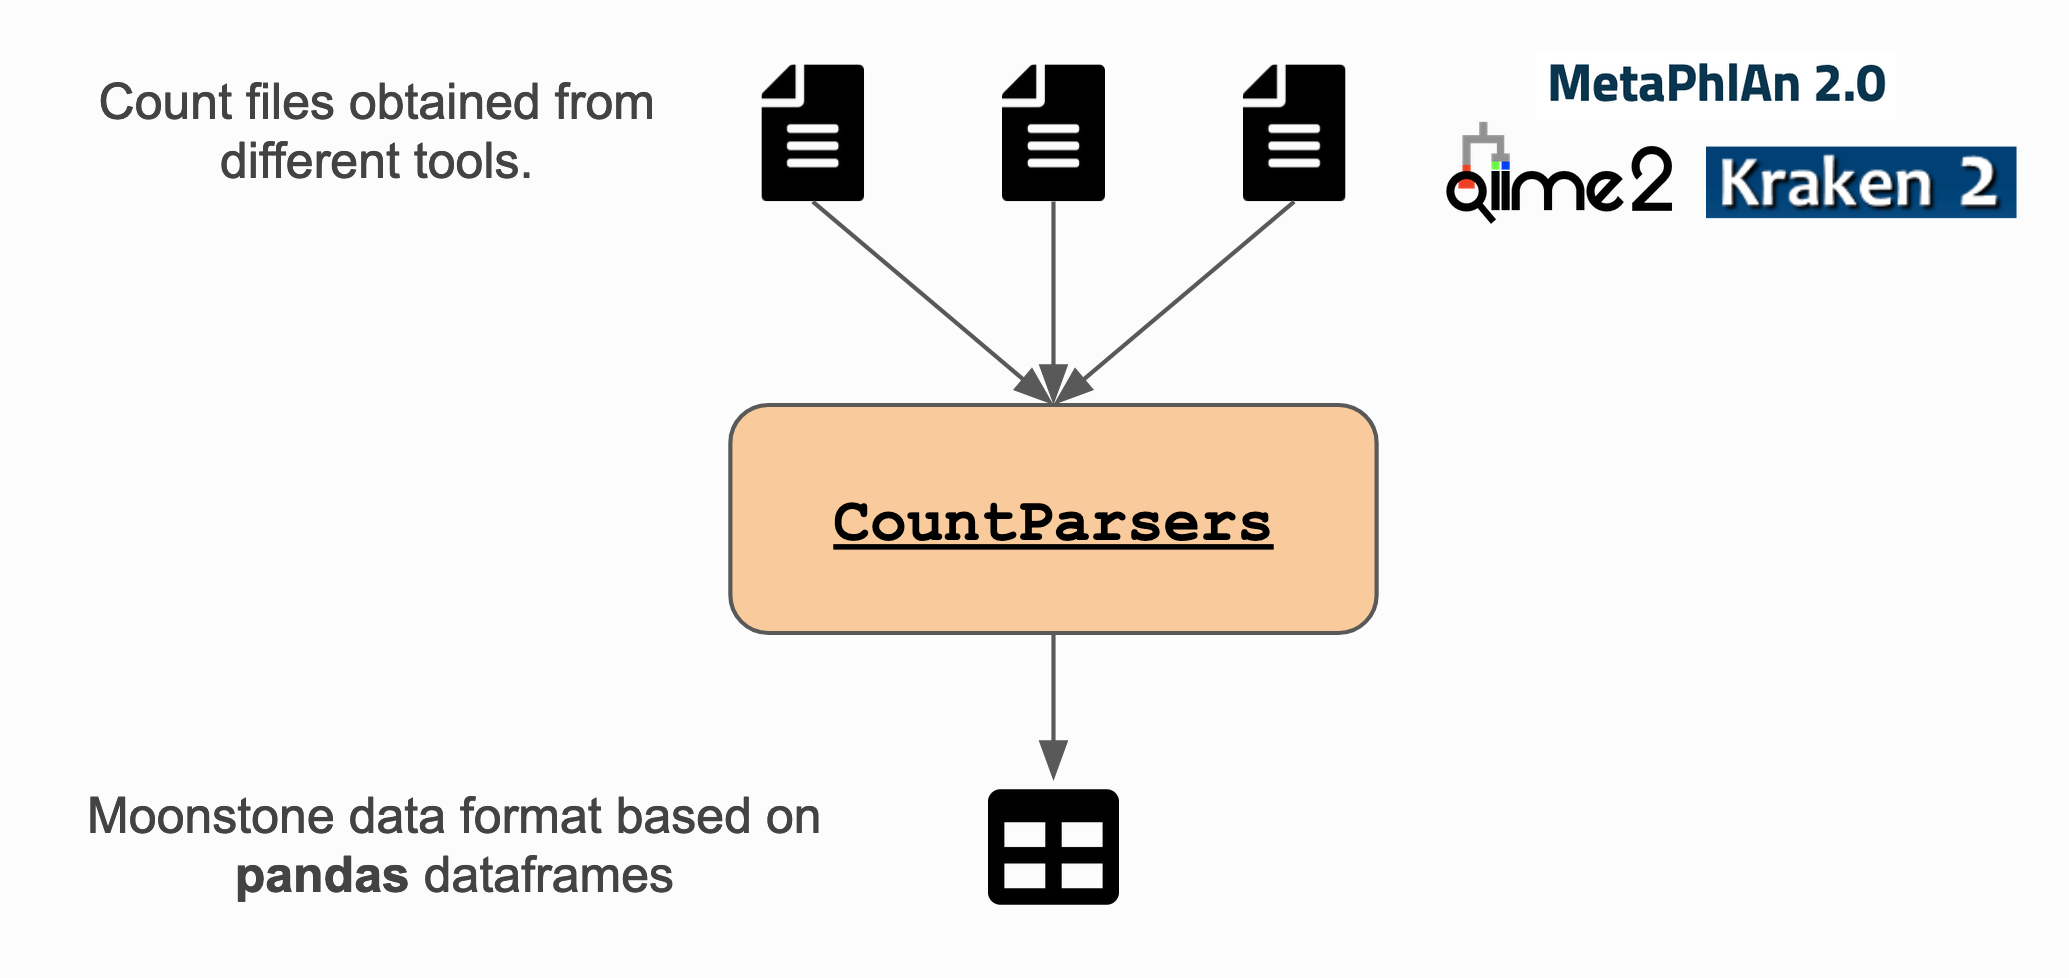 Count files obtained from
different tools.
MetaPhlAn 2.0
qiime2
Kraken 2
CountParsers
Moonstone data format based on
pandas dataframes